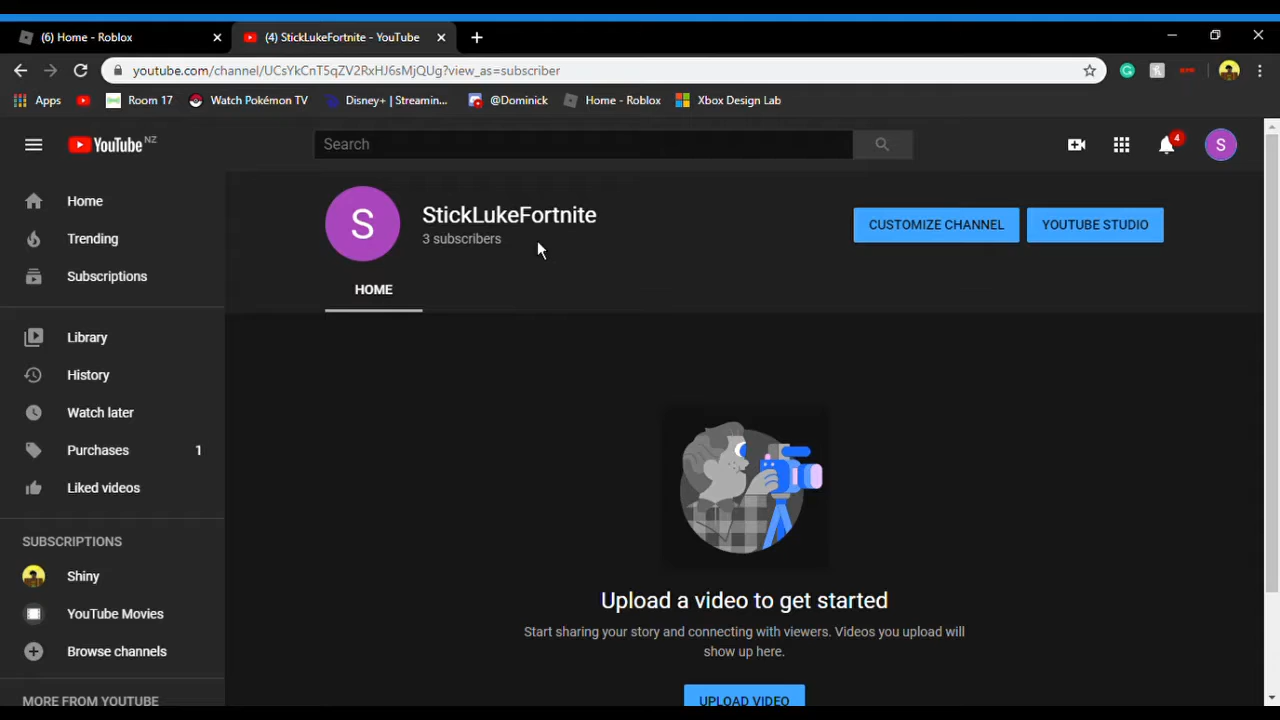 (6) Home - Roblox
(4) StickLukeFortnite - YouTube
youtube.com/channel/UCsYkCnT5qZV2RxHJ6sMjQUg?view_as=subscriber
Apps
Room 17
Watch Pokémon TV
Disney+ | Streamin...
@Dominick
Home - Roblox
Xbox Design Lab
YouTube NZ
Search
4
S
Home
Trending
Subscriptions
Library
History
Watch later
Purchases 1
Liked videos
SUBSCRIPTIONS
Shiny
YouTube Movies
Browse channels
MORE FROM YOUTUBE
S
StickLukeFortnite
3 subscribers
CUSTOMIZE CHANNEL
YOUTUBE STUDIO
HOME
Upload a video to get started
Start sharing your story and connecting with viewers. Videos you upload will
show up here.
UPLOAD VIDEO